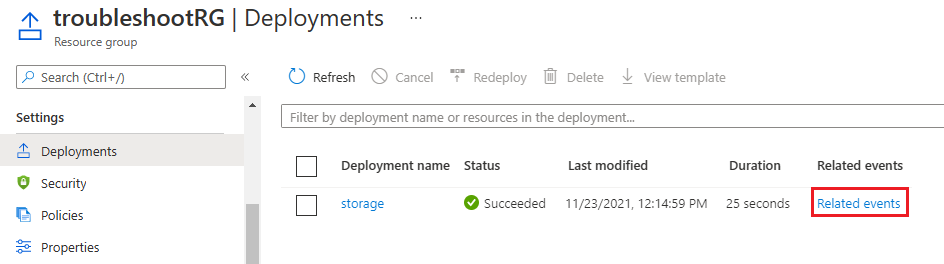 troubleshootRG | Deployments ...
Resource group
Search (Ctrl+/) «
Settings
Deployments
Security
Policies
Properties
Refresh Cancel Redeploy Delete View template
Filter by deployment name or resources in the deployment...
Deployment name Status Last modified Duration Related events
storage Succeeded 11/23/2021, 12:14:59 PM 25 seconds Related events